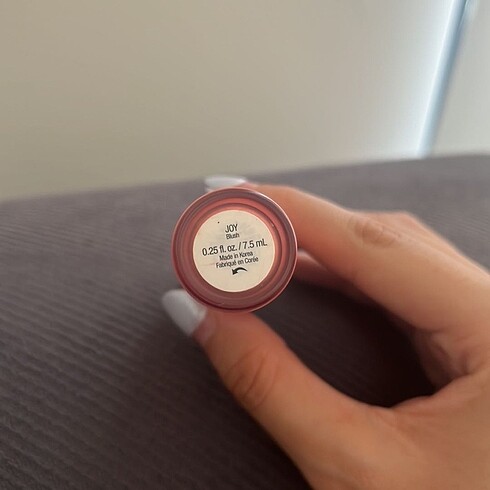 JOY
Blush
0.25 fl. oz. / 7.5 mL
Made in Korea
Fabriqué en Corée